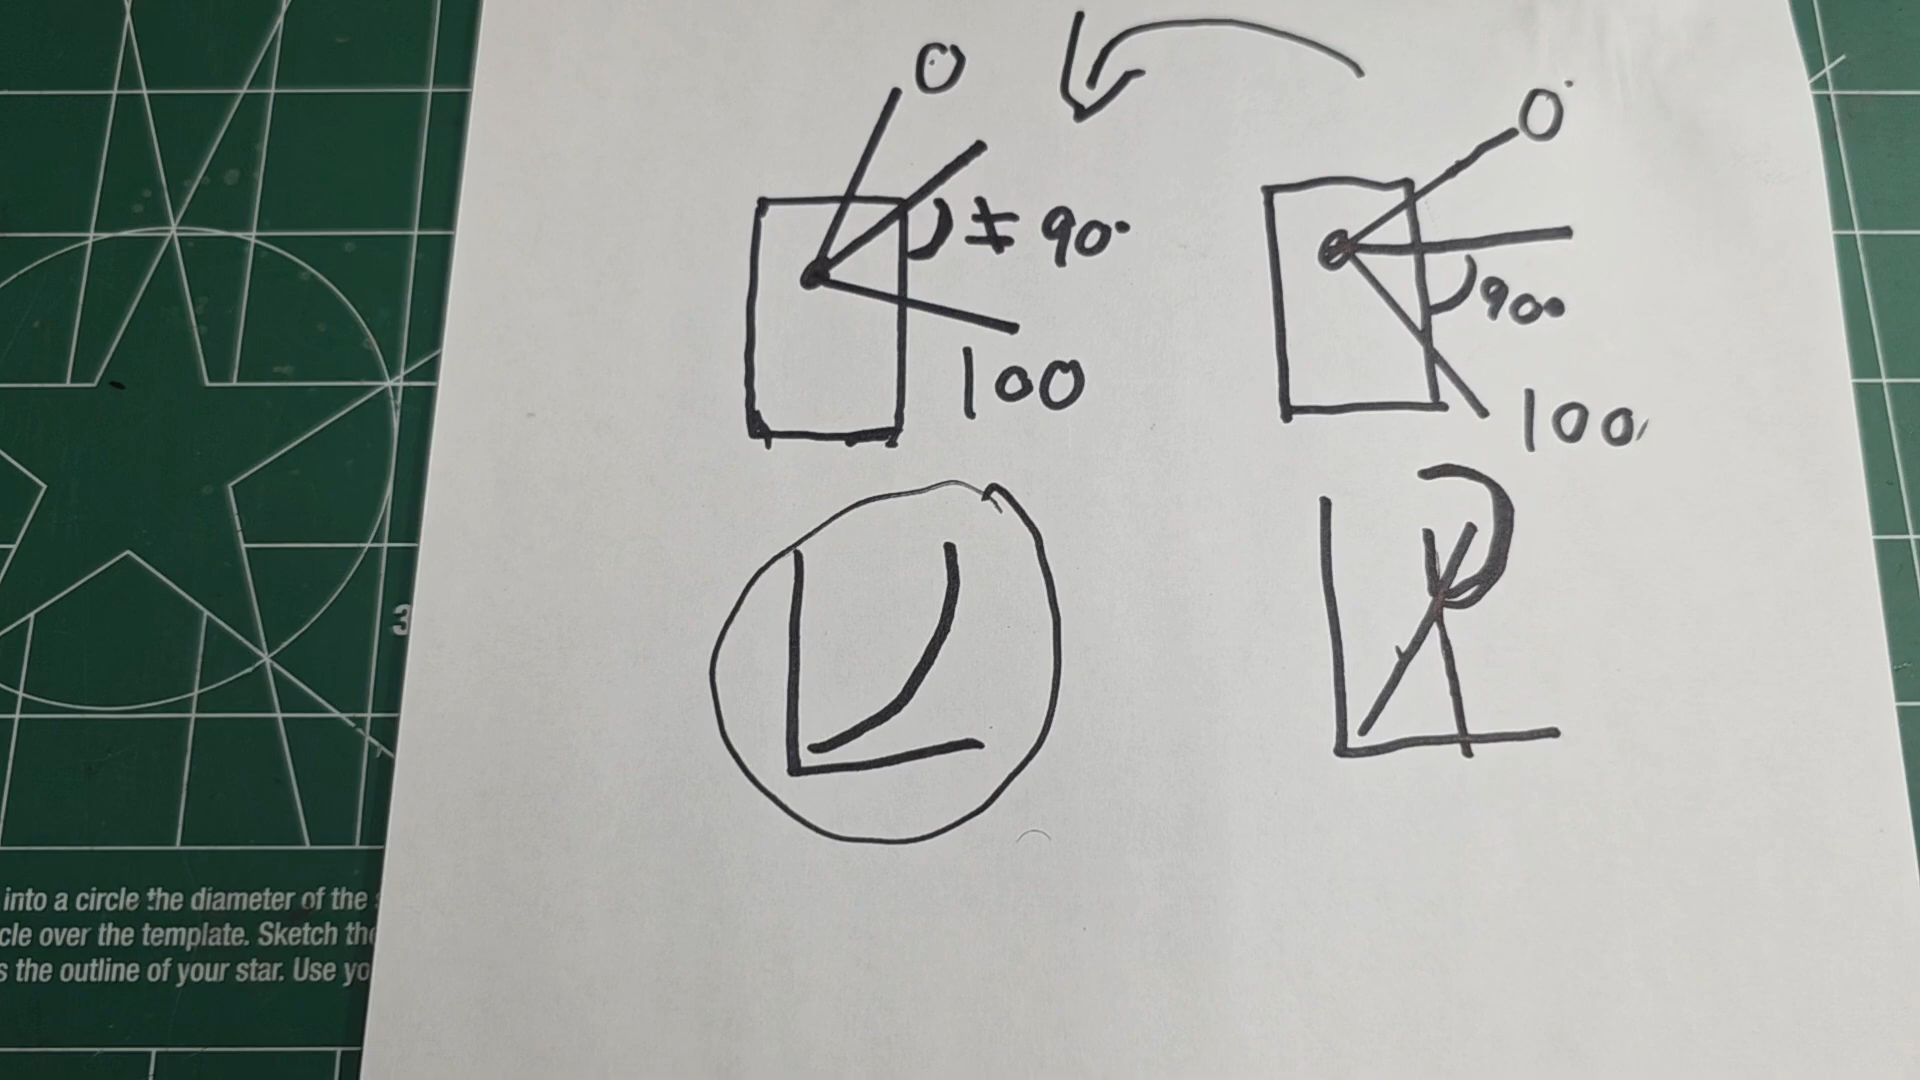 0
≠ 90°
100
0
90°
100
3
into a circle the diameter of the
cle over the template. Sketch the
s the outline of your star. Use yo